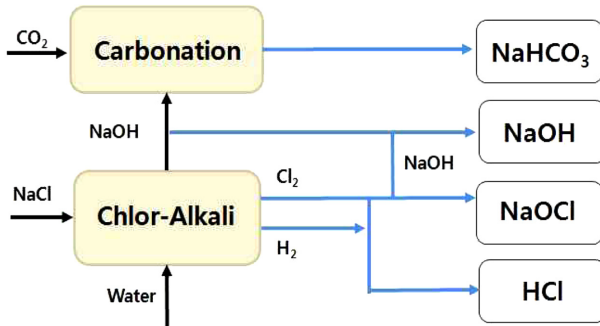 CO₂
Carbonation
NaHCO₃
NaOH
NaOH
NaOH
NaCl
Cl₂
Chlor-Alkali
NaOCl
H₂
Water
HCl